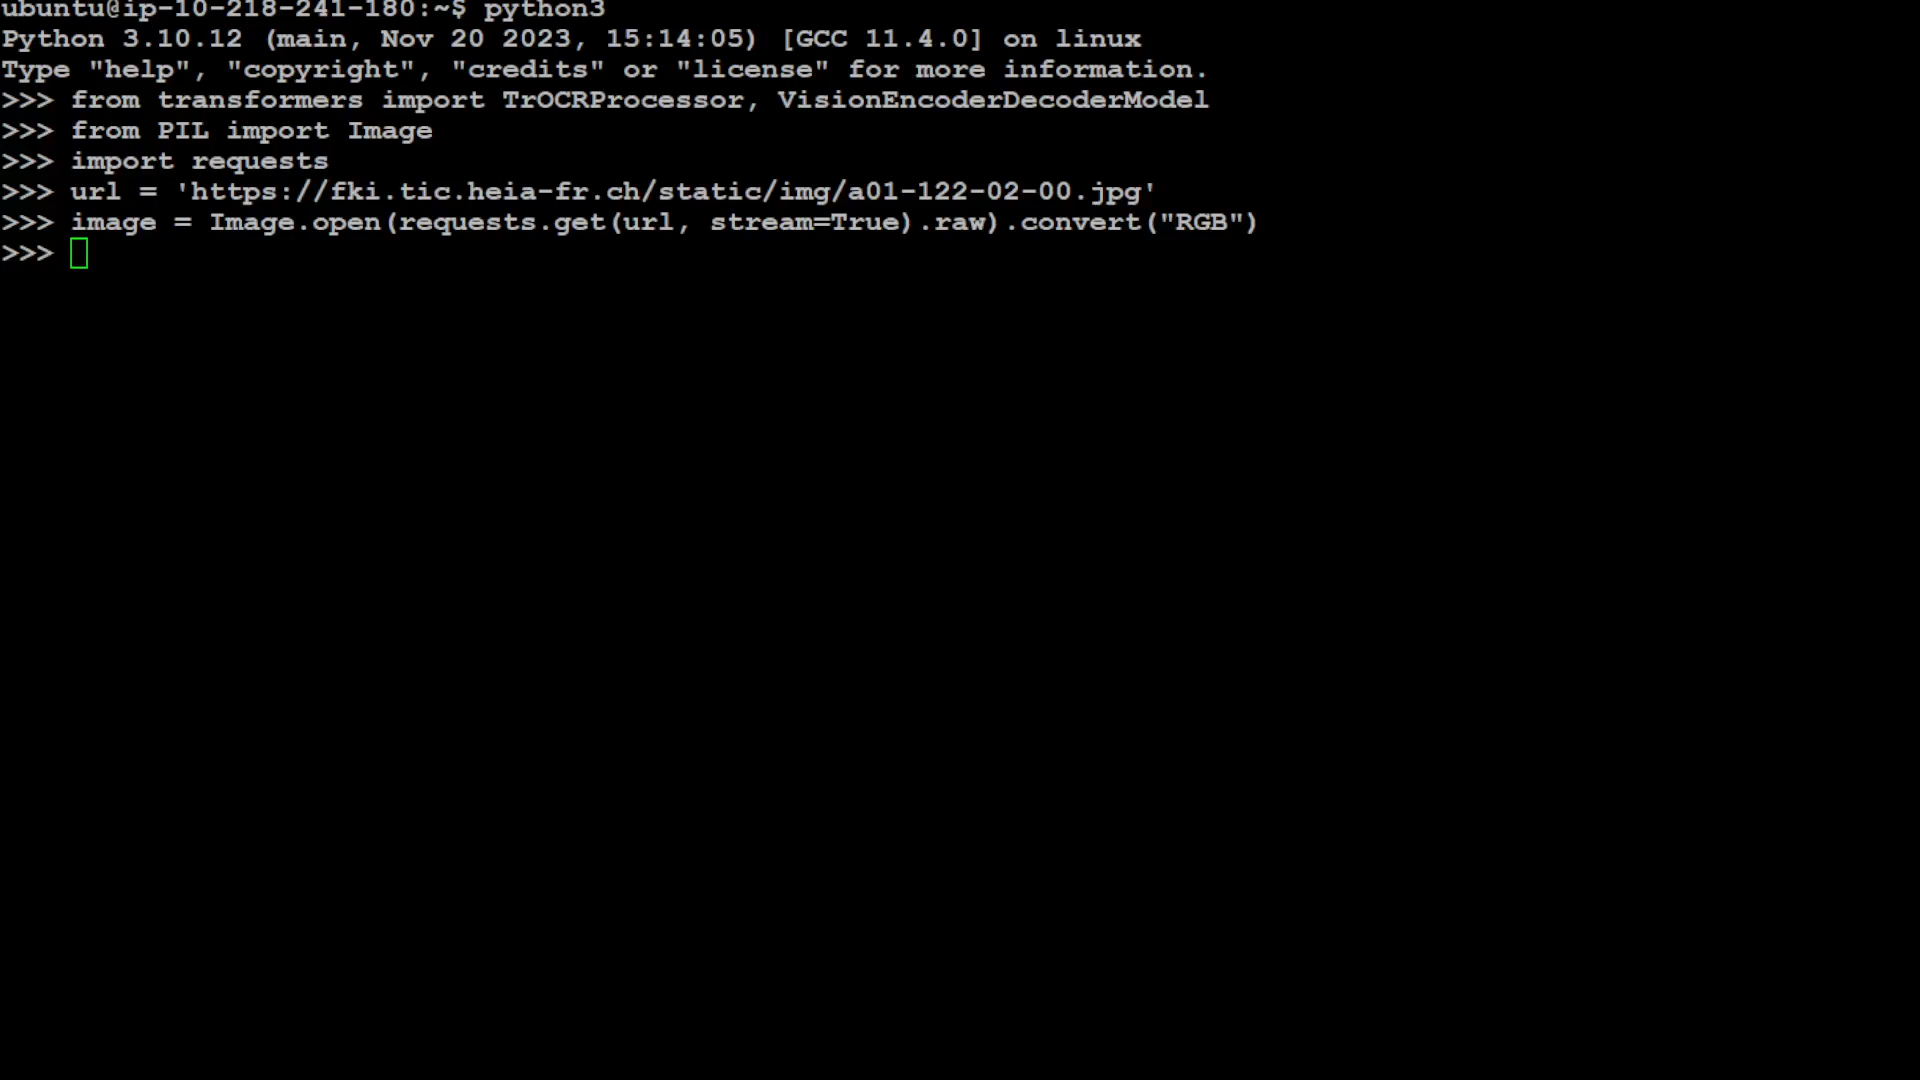 ubuntu@ip-10-218-241-180:~$ python3
Python 3.10.12 (main, Nov 20 2023, 15:14:05) [GCC 11.4.0] on linux
Type "help", "copyright", "credits" or "license" for more information.
>>> from transformers import TrOCRProcessor, VisionEncoderDecoderModel
>>> from PIL import Image
>>> import requests
>>> url = 'https://fki.tic.heia-fr.ch/static/img/a01-122-02-00.jpg'
>>> image = Image.open(requests.get(url, stream=True).raw).convert("RGB")
>>>